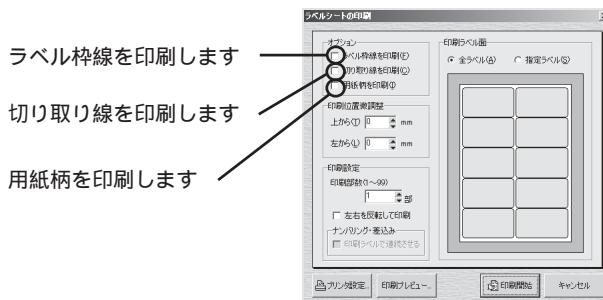 ラベルシートの印刷
ラベル枠線を印刷します
切り取り線を印刷します
用紙柄を印刷します
オプション
ラベル枠線を印刷(F)
切り取り線を印刷(C)
用紙柄を印刷(I)
印刷位置微調整
上から(T) 0 mm
左から(L) 0 mm
印刷設定
印刷部数(1～99)
1 部
左右を反転して印刷
ナンバリング・差込み
印刷ラベルで連続させる
印刷ラベル面
全ラベル(A) 指定ラベル(S)
プリンタ設定... 印刷プレビュー... 印刷開始 キャンセル